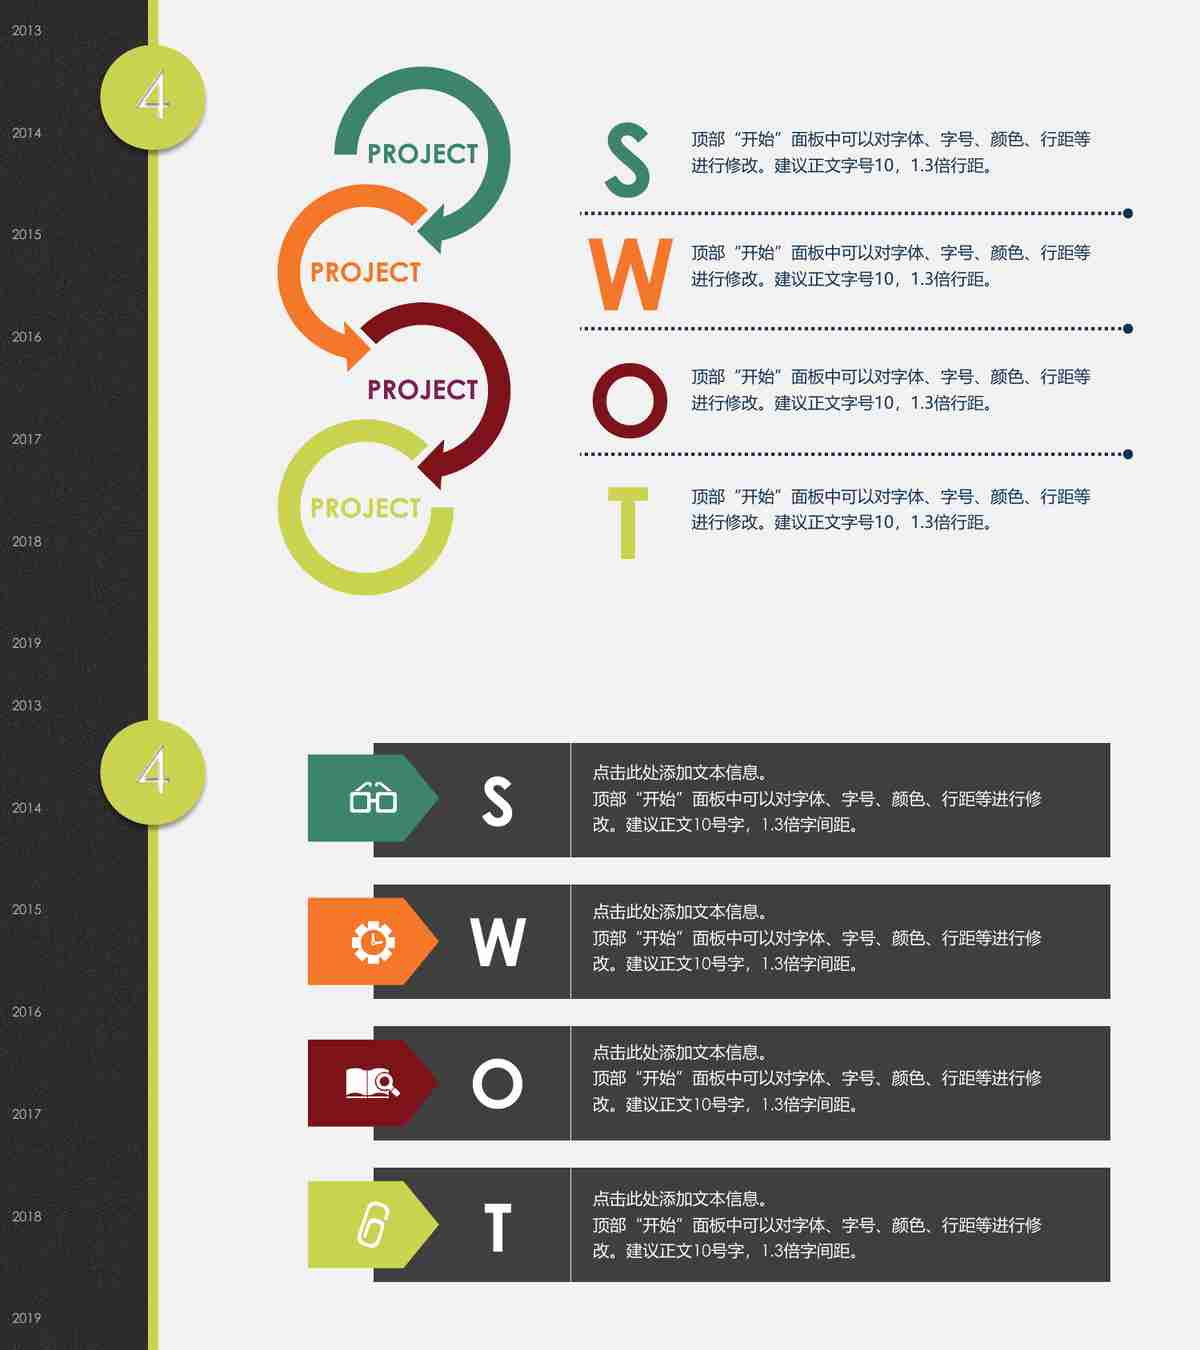 2013
4
2014
2015
2016
2017
2018
2019
PROJECT
PROJECT
PROJECT
PROJECT
S
顶部“开始”面板中可以对字体、字号、颜色、行距等
进行修改。建议正文字号10，1.3倍行距。
W
顶部“开始”面板中可以对字体、字号、颜色、行距等
进行修改。建议正文字号10，1.3倍行距。
O
顶部“开始”面板中可以对字体、字号、颜色、行距等
进行修改。建议正文字号10，1.3倍行距。
T
顶部“开始”面板中可以对字体、字号、颜色、行距等
进行修改。建议正文字号10，1.3倍行距。
2013
4
2014
2015
2016
2017
2018
2019
S
点击此处添加文本信息。
顶部“开始”面板中可以对字体、字号、颜色、行距等进行修
改。建议正文10号字，1.3倍字间距。
W
点击此处添加文本信息。
顶部“开始”面板中可以对字体、字号、颜色、行距等进行修
改。建议正文10号字，1.3倍字间距。
O
点击此处添加文本信息。
顶部“开始”面板中可以对字体、字号、颜色、行距等进行修
改。建议正文10号字，1.3倍字间距。
T
点击此处添加文本信息。
顶部“开始”面板中可以对字体、字号、颜色、行距等进行修
改。建议正文10号字，1.3倍字间距。